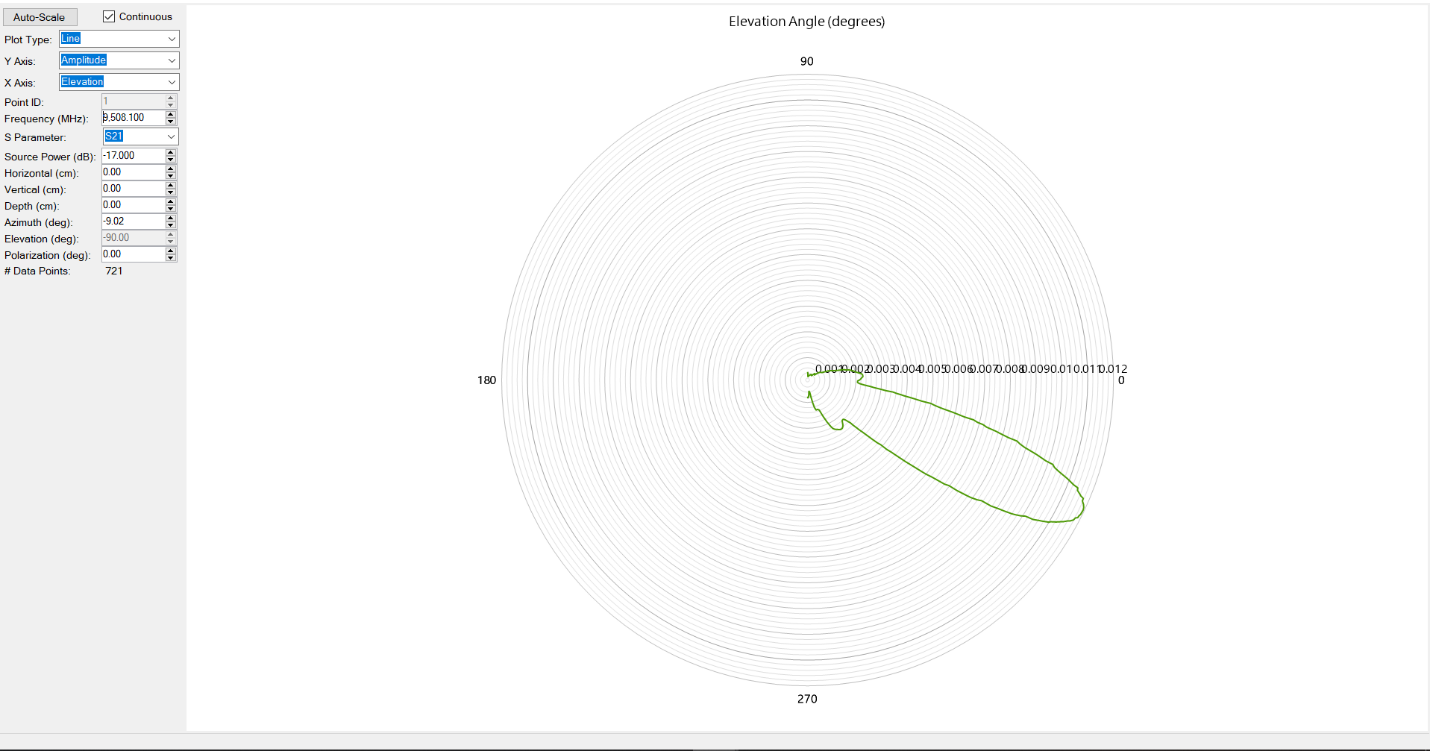 Auto-Scale Continuous
Elevation Angle (degrees)
Plot Type: Line
Y Axis: Amplitude
90
X Axis: Elevation
Point ID: 1
Frequency (MHz): 9.508.100
S Parameter: S21
Source Power (dB): -17.000
Horizontal (cm): 0.00
Vertical (cm): 0.00
Depth (cm): 0.00
Azimuth (deg): -9.02
Elevation (deg): -90.00
Polarization (deg): 0.00
# Data Points: 721
0.001 0.002 0.003 0.004 0.005 0.006 0.007 0.008 0.009 0.010 0.011 0.012
180 0
270